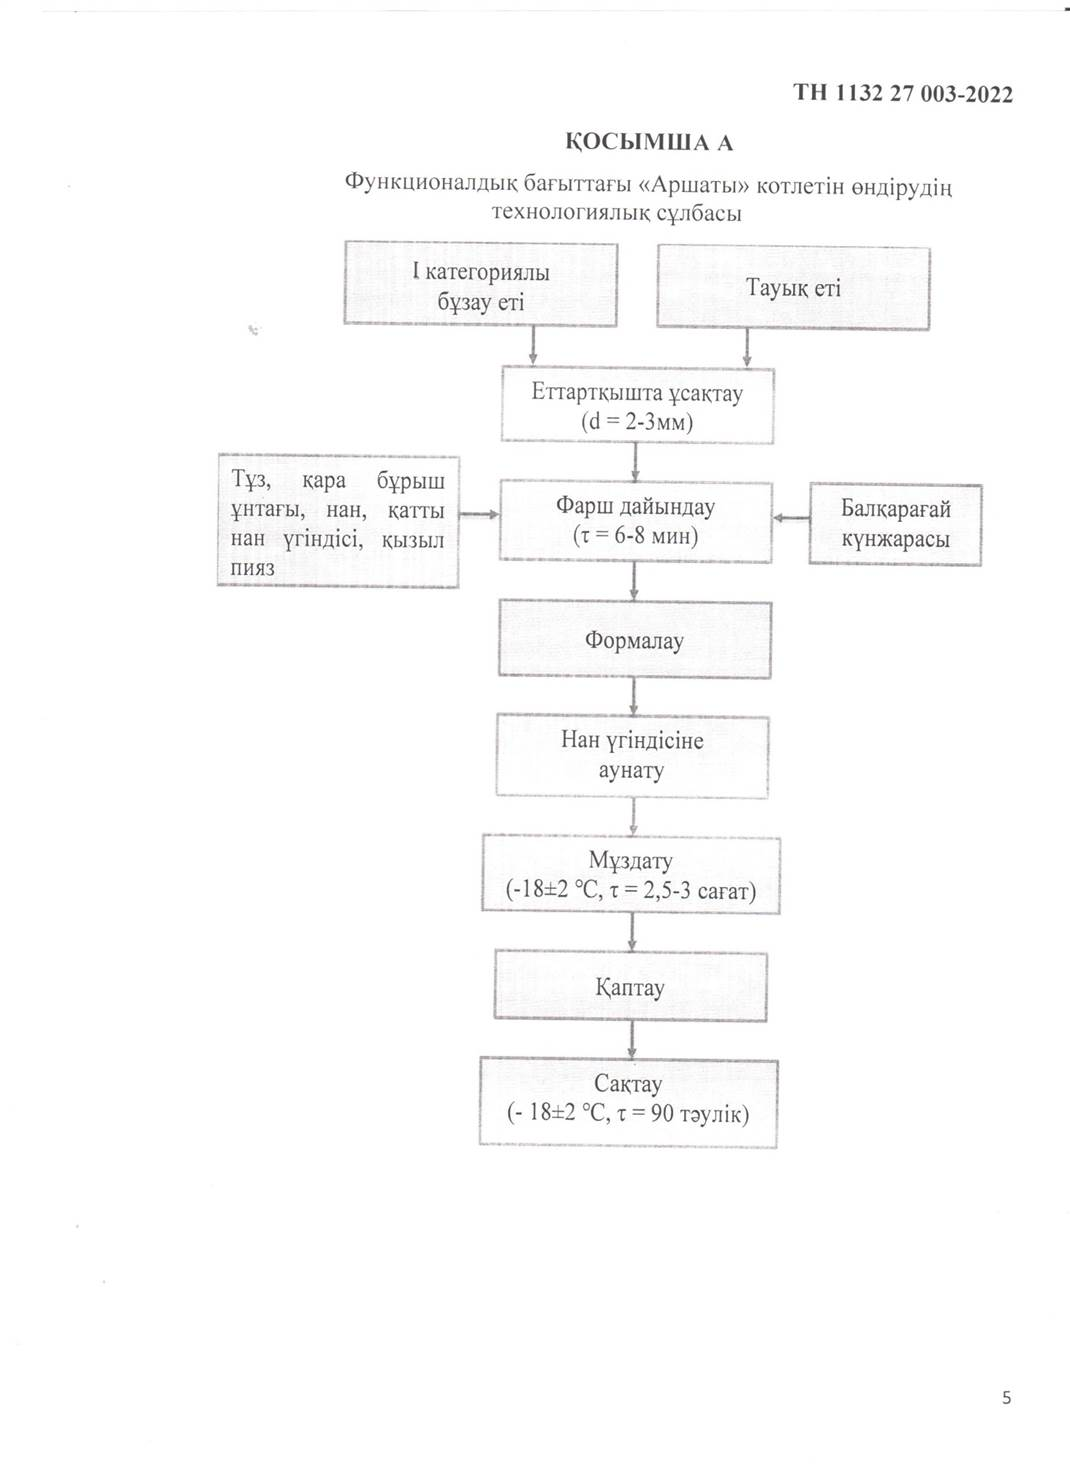 ТН 1132 27 003-2022
ҚОСЫМША А
Функционалдық бағыттағы «Аршаты» котлетін өндірудің
технологиялық сұлбасы
І категориялы
бұзау еті
Тауық еті
Еттартқышта ұсақтау
(d = 2-3мм)
Тұз, қара бұрыш
ұнтағы, нан, қатты
нан үгіндісі, қызыл
пияз
Фарш дайындау
(τ = 6-8 мин)
Балқарағай
күнжарасы
Формалау
Нан үгіндісіне
аунату
Мұздату
(-18±2 °С, τ = 2,5-3 сағат)
Қаптау
Сақтау
(- 18±2 °С, τ = 90 тәулік)
5